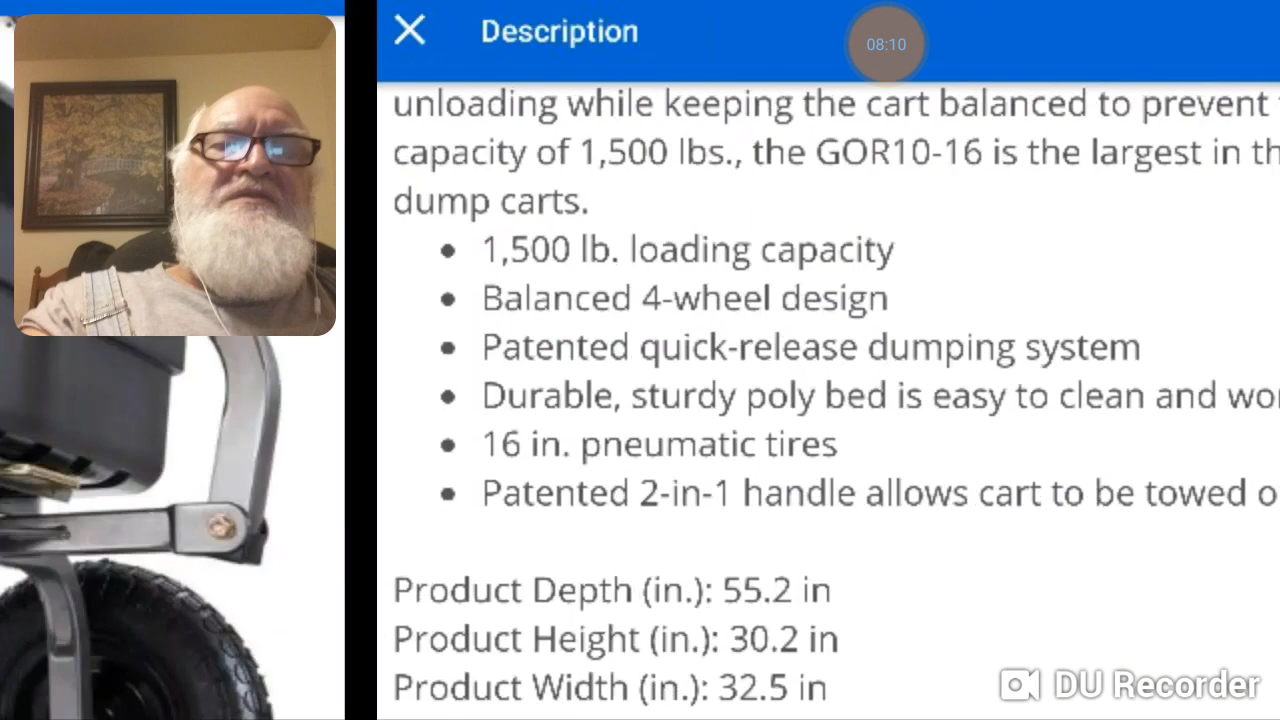 Description
08:10
unloading while keeping the cart balanced to prevent
capacity of 1,500 lbs., the GOR10-16 is the largest in th
dump carts.
• 1,500 lb. loading capacity
• Balanced 4-wheel design
• Patented quick-release dumping system
• Durable, sturdy poly bed is easy to clean and wo
• 16 in. pneumatic tires
• Patented 2-in-1 handle allows cart to be towed o
Product Depth (in.): 55.2 in
Product Height (in.): 30.2 in
Product Width (in.): 32.5 in
DU Recorder